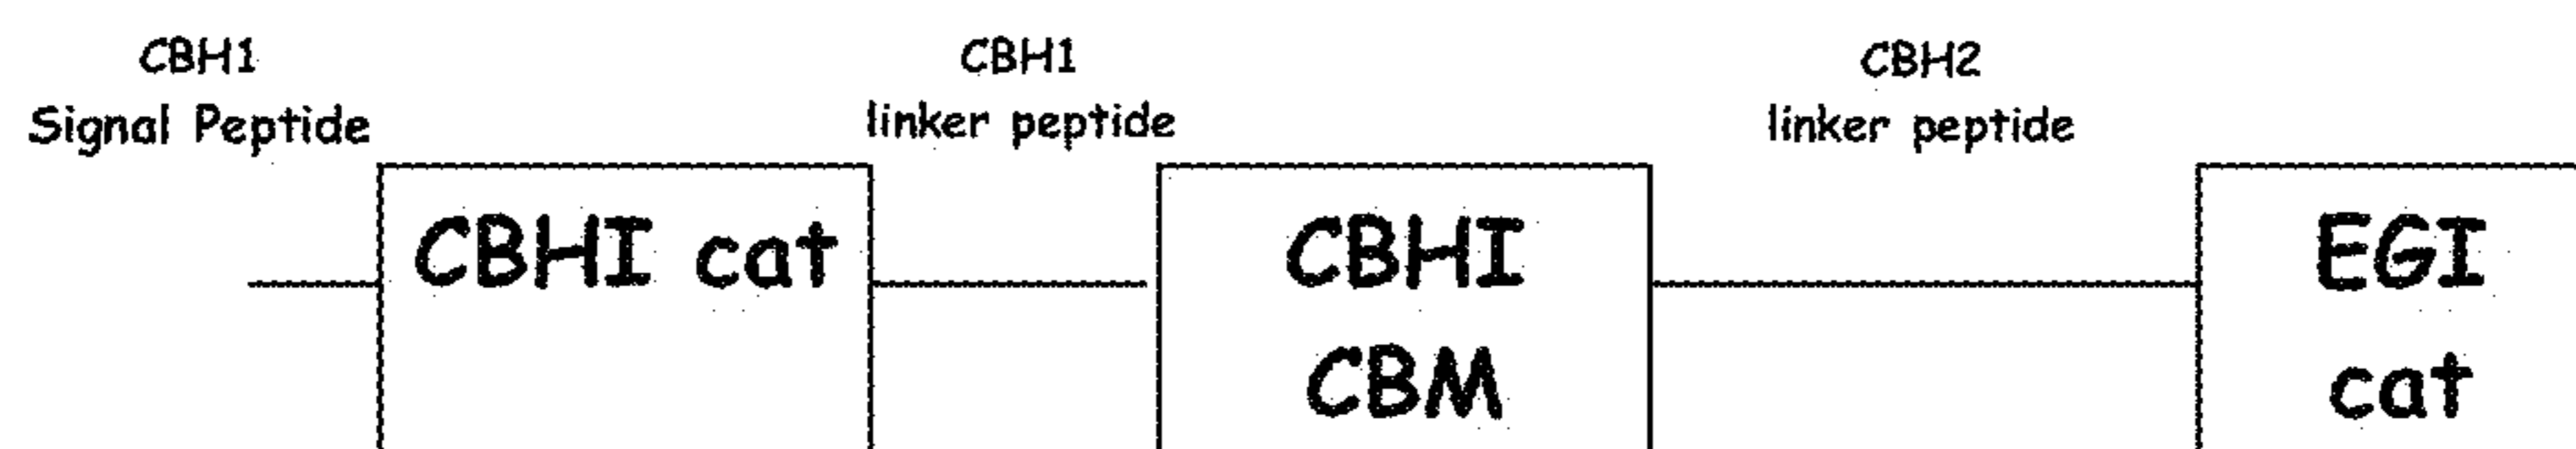 CBH1
Signal Peptide
CBH1
linker peptide
CBH2
linker peptide
CBHI cat
CBHI
CBM
EGI
cat